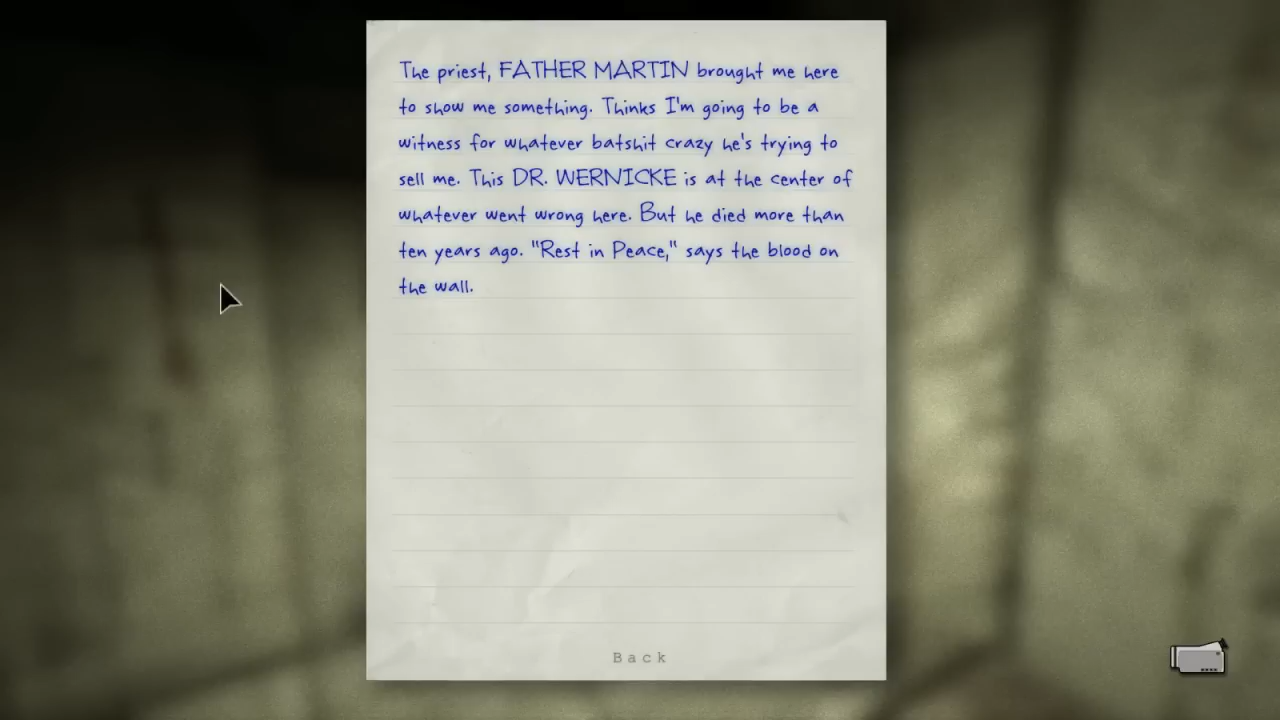 The priest, FATHER MARTIN brought me here
to show me something. Thinks I'm going to be a
witness for whatever batshit crazy he's trying to
sell me. This DR. WERNICKE is at the center of
whatever went wrong here. But he died more than
ten years ago. "Rest in Peace," says the blood on
the wall.
Back